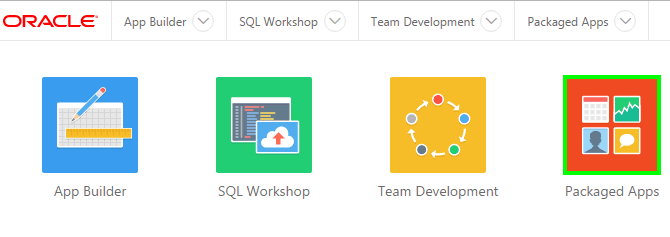 ORACLE App Builder SQL Workshop Team Development Packaged Apps
App Builder SQL Workshop Team Development Packaged Apps